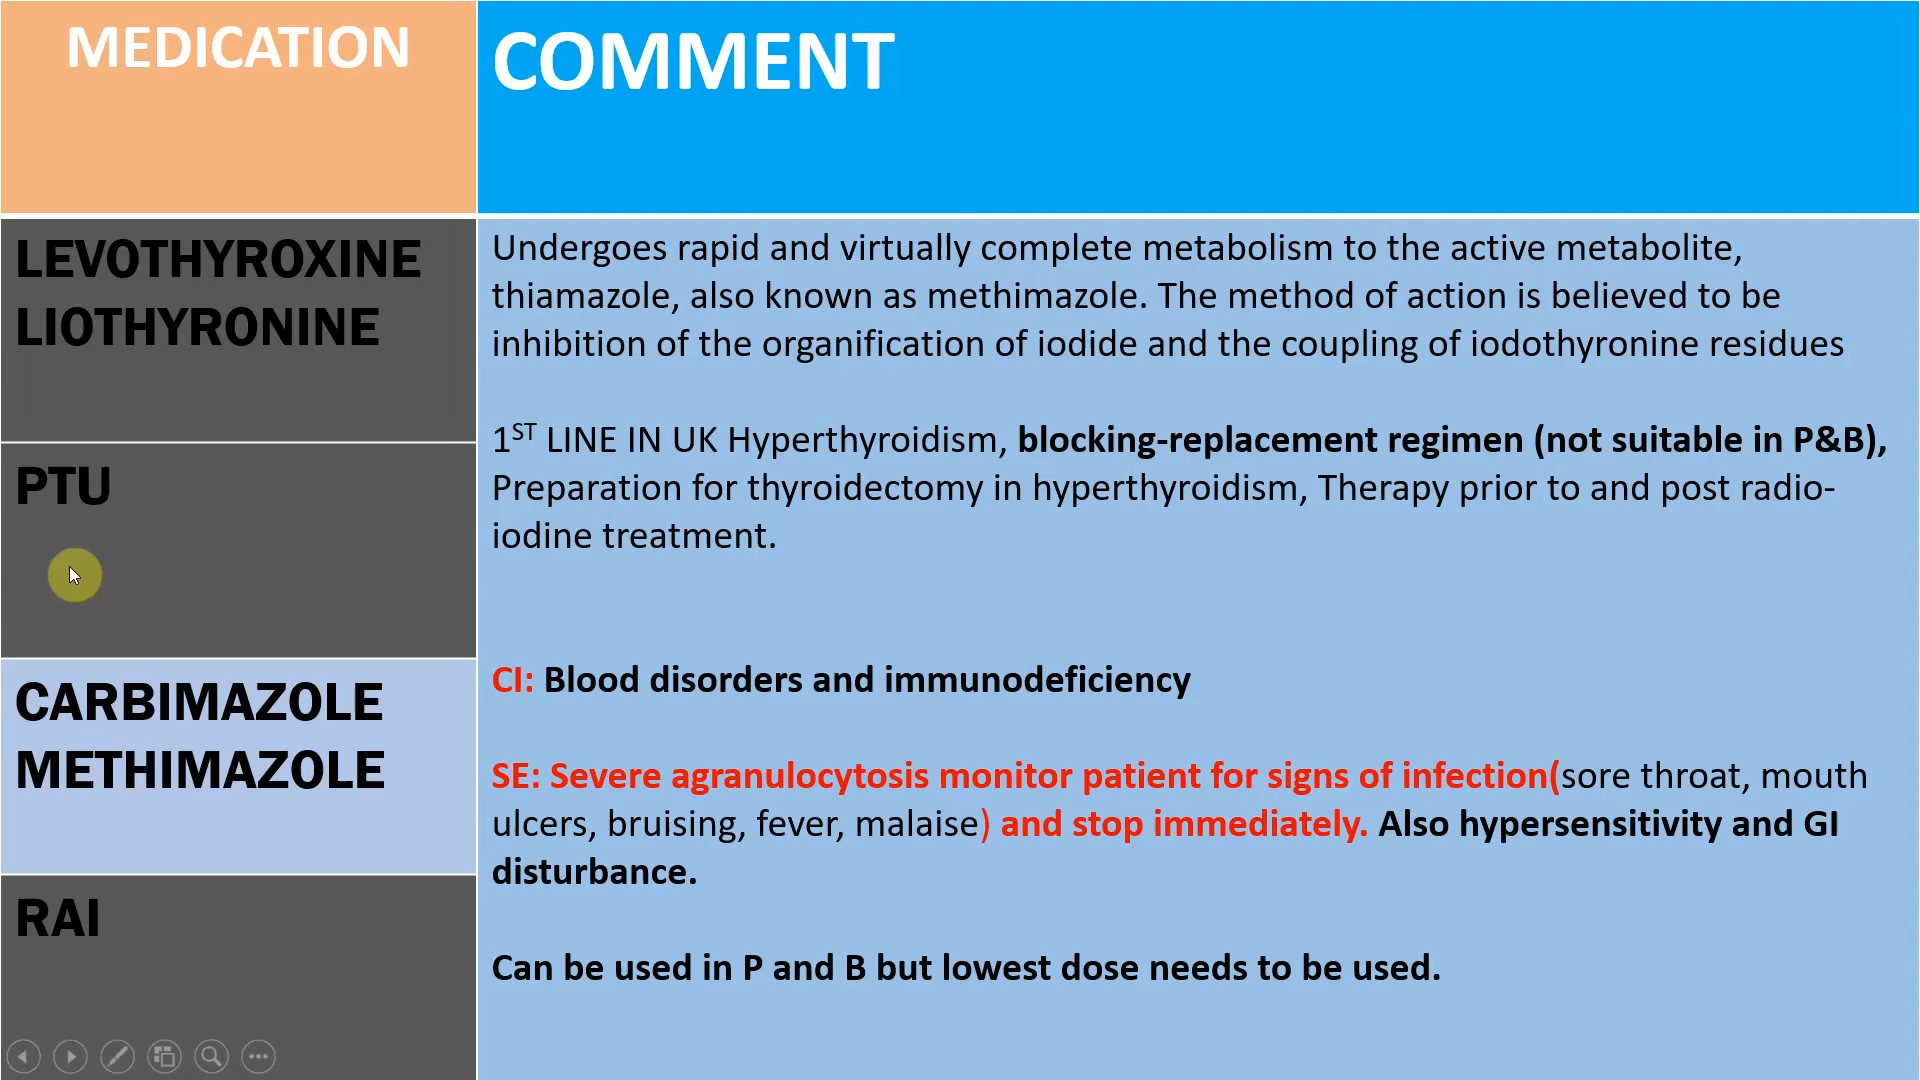 MEDICATION
COMMENT
LEVOTHYROXINE
LIOTHYRONINE
PTU
CARBIMAZOLE
METHIMAZOLE
RAI
Undergoes rapid and virtually complete metabolism to the active metabolite,
thiamazole, also known as methimazole. The method of action is believed to be
inhibition of the organification of iodide and the coupling of iodothyronine residues
1ST LINE IN UK Hyperthyroidism, blocking-replacement regimen (not suitable in P&B),
Preparation for thyroidectomy in hyperthyroidism, Therapy prior to and post radio-
iodine treatment.
CI: Blood disorders and immunodeficiency
SE: Severe agranulocytosis monitor patient for signs of infection(sore throat, mouth
ulcers, bruising, fever, malaise) and stop immediately. Also hypersensitivity and GI
disturbance.
Can be used in P and B but lowest dose needs to be used.